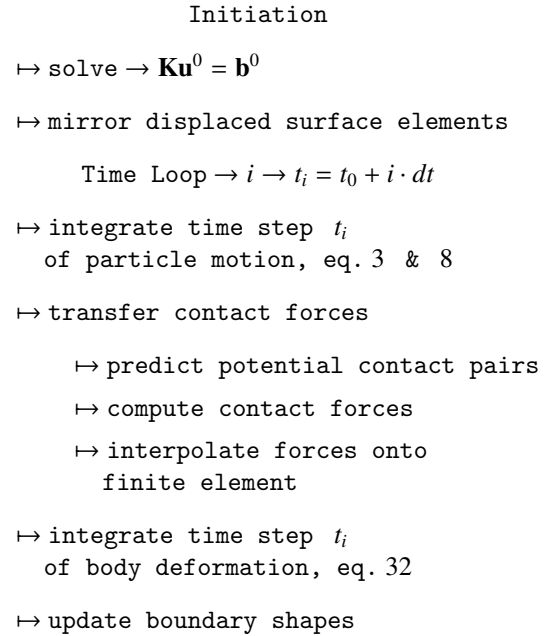 Initiation
↦ solve → Ku⁰ = b⁰
↦ mirror displaced surface elements
Time Loop → i → tᵢ = t₀ + i · dt
↦ integrate time step tᵢ
of particle motion, eq. 3 & 8
↦ transfer contact forces
↦ predict potential contact pairs
↦ compute contact forces
↦ interpolate forces onto
finite element
↦ integrate time step tᵢ
of body deformation, eq. 32
↦ update boundary shapes